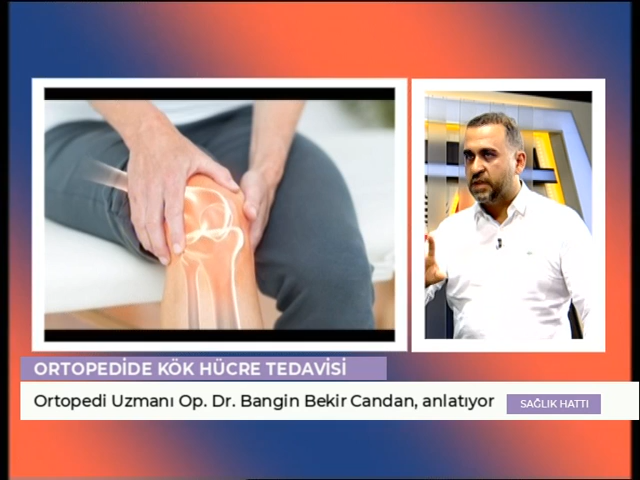 ORTOPEDİDE KÖK HÜCRE TEDAVİSİ
Ortopedi Uzmanı Op. Dr. Bangin Bekir Candan, anlatıyor
SAĞLIK HATTI